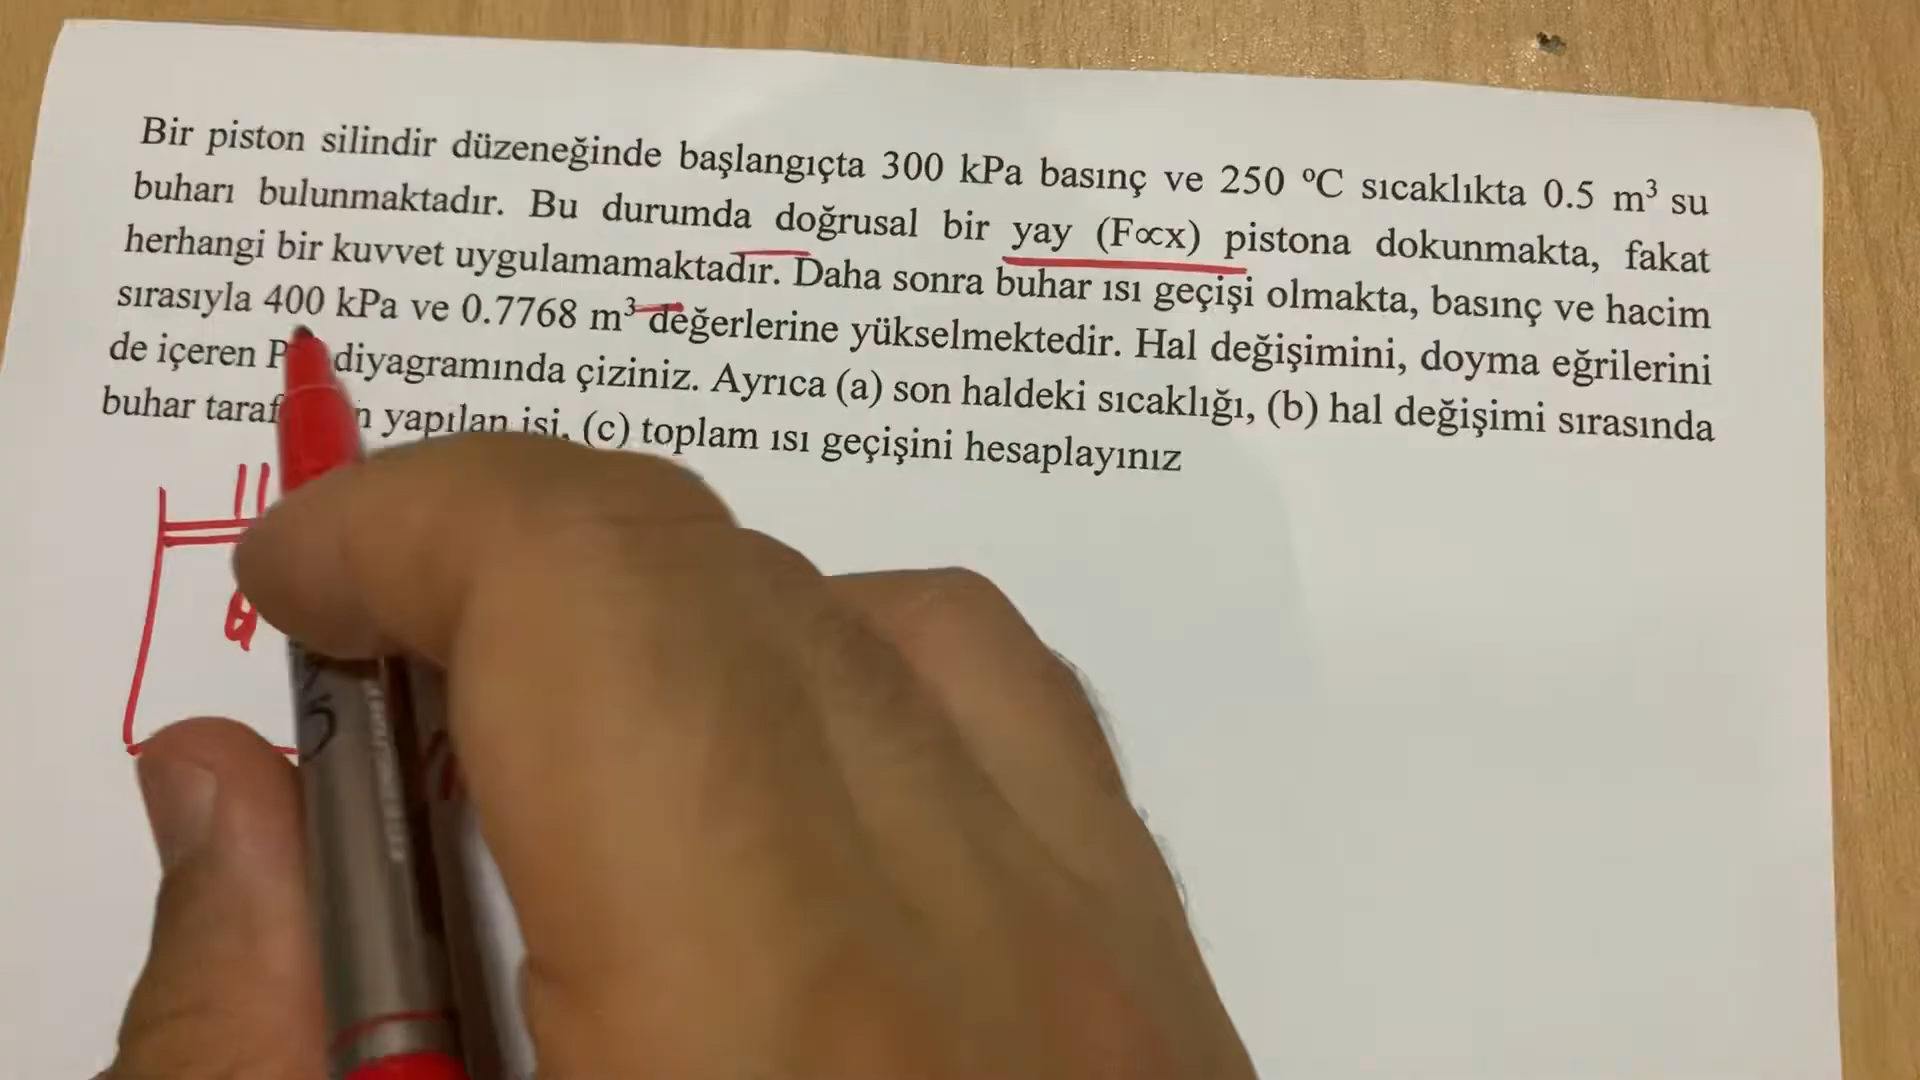 Bir piston silindir düzeneğinde başlangıçta 300 kPa basınç ve 250 ºC sıcaklıkta 0.5 m³ su
buharı bulunmaktadır. Bu durumda doğrusal bir yay (F∝x) pistona dokunmakta, fakat
herhangi bir kuvvet uygulamamaktadır. Daha sonra buhar ısı geçişi olmakta, basınç ve hacim
sırasıyla 400 kPa ve 0.7768 m³ değerlerine yükselmektedir. Hal değişimini, doyma eğrilerini
de içeren diyagramında çiziniz. Ayrıca (a) son haldeki sıcaklığı, (b) hal değişimi sırasında
buhar yapılan işi, (c) toplam ısı geçişini hesaplayınız